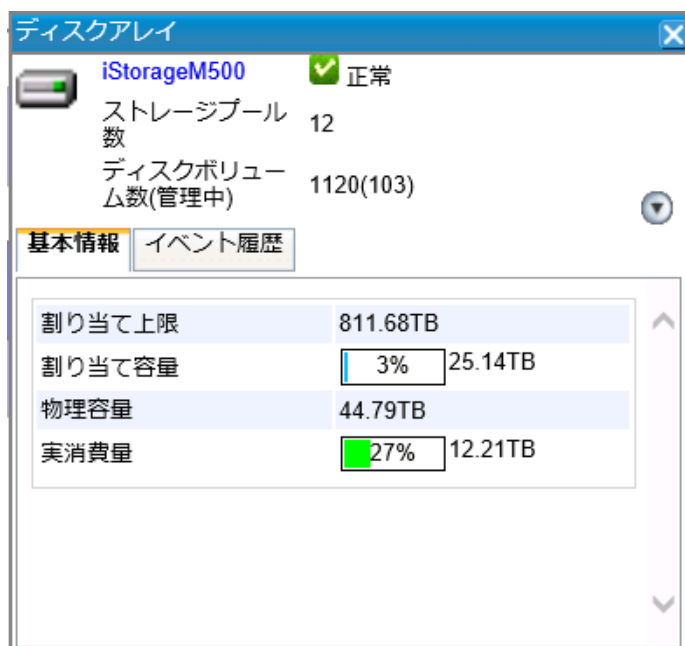 ディスクアレイ
iStorageM500 正常
ストレージプール
数 12
ディスクボリュー
ム数(管理中) 1120(103)
基本情報 イベント履歴
割り当て上限 811.68TB
割り当て容量 3% 25.14TB
物理容量 44.79TB
実消費量 27% 12.21TB